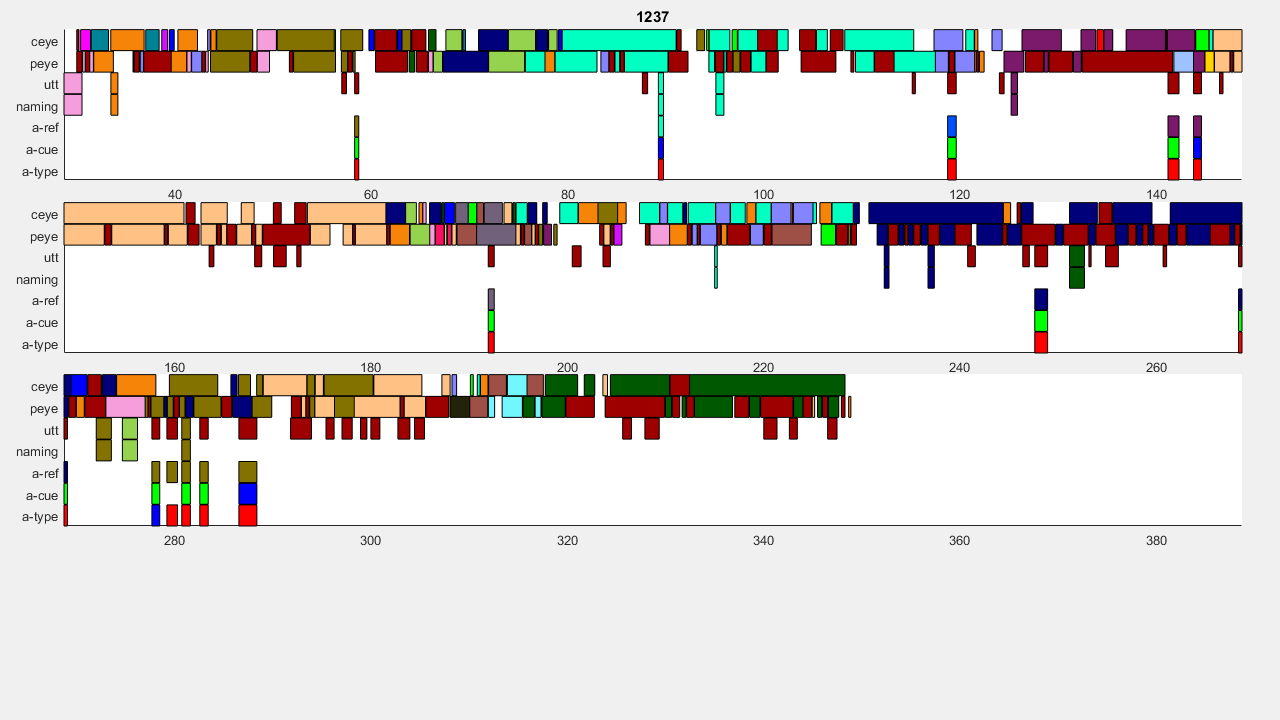 1237
ceye
peye
utt
naming
a-ref
a-cue
a-type
40 60 80 100 120 140
ceye
peye
utt
naming
a-ref
a-cue
a-type
160 180 200 220 240 260
ceye
peye
utt
naming
a-ref
a-cue
a-type
280 300 320 340 360 380